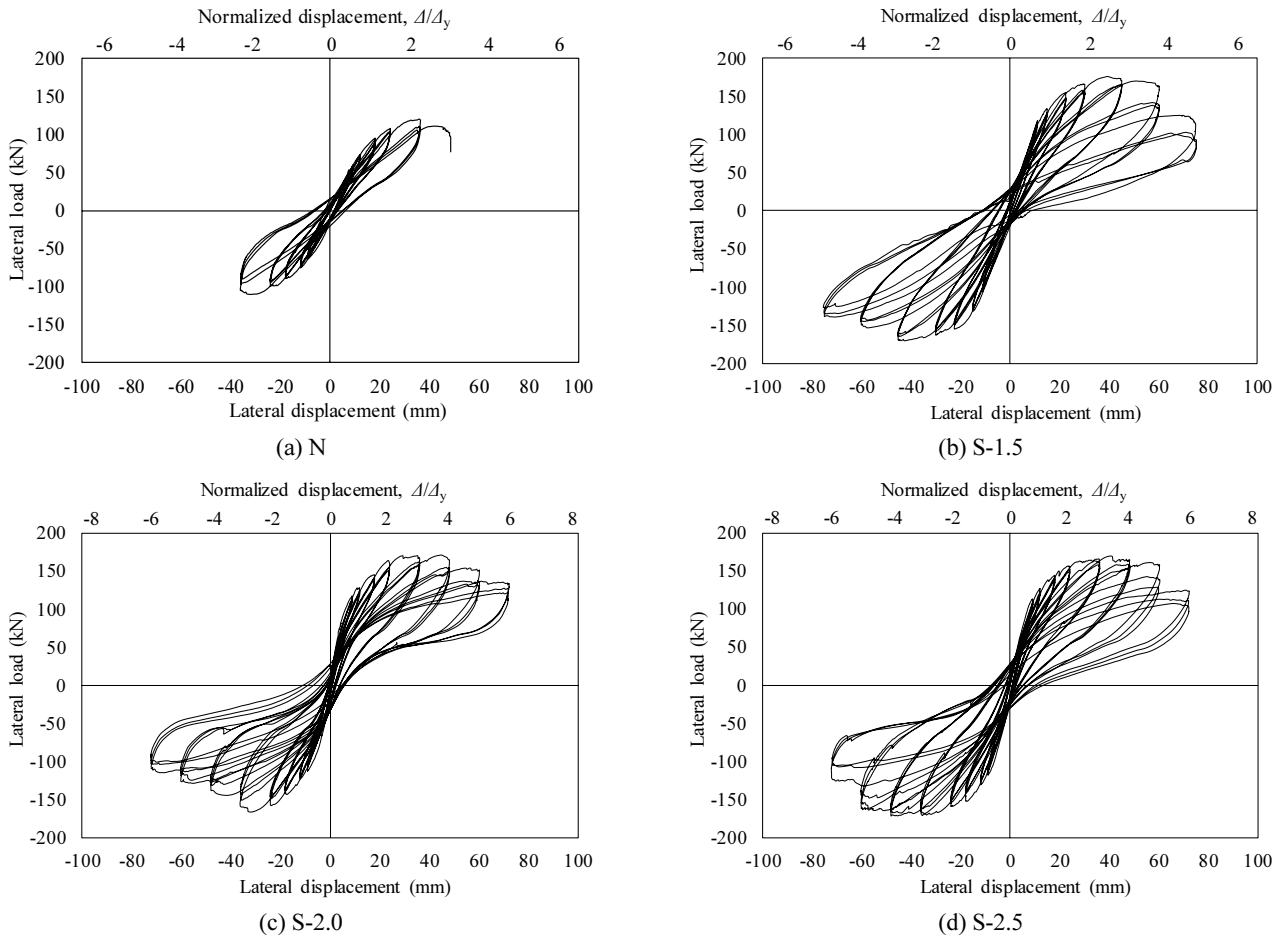 Normalized displacement, Δ/Δy
-6 -4 -2 0 2 4 6
200
150
100
50
0
-50
-100
-150
-200
Lateral load (kN)
-100 -80 -60 -40 -20 0 20 40 60 80 100
Lateral displacement (mm)
(a) N
Normalized displacement, Δ/Δy
-6 -4 -2 0 2 4 6
200
150
100
50
0
-50
-100
-150
-200
Lateral load (kN)
-100 -80 -60 -40 -20 0 20 40 60 80 100
Lateral displacement (mm)
(b) S-1.5
Normalized displacement, Δ/Δy
-8 -6 -4 -2 0 2 4 6 8
200
150
100
50
0
-50
-100
-150
-200
Lateral load (kN)
-100 -80 -60 -40 -20 0 20 40 60 80 100
Lateral displacement (mm)
(c) S-2.0
Normalized displacement, Δ/Δy
-8 -6 -4 -2 0 2 4 6 8
200
150
100
50
0
-50
-100
-150
-200
Lateral load (kN)
-100 -80 -60 -40 -20 0 20 40 60 80 100
Lateral displacement (mm)
(d) S-2.5